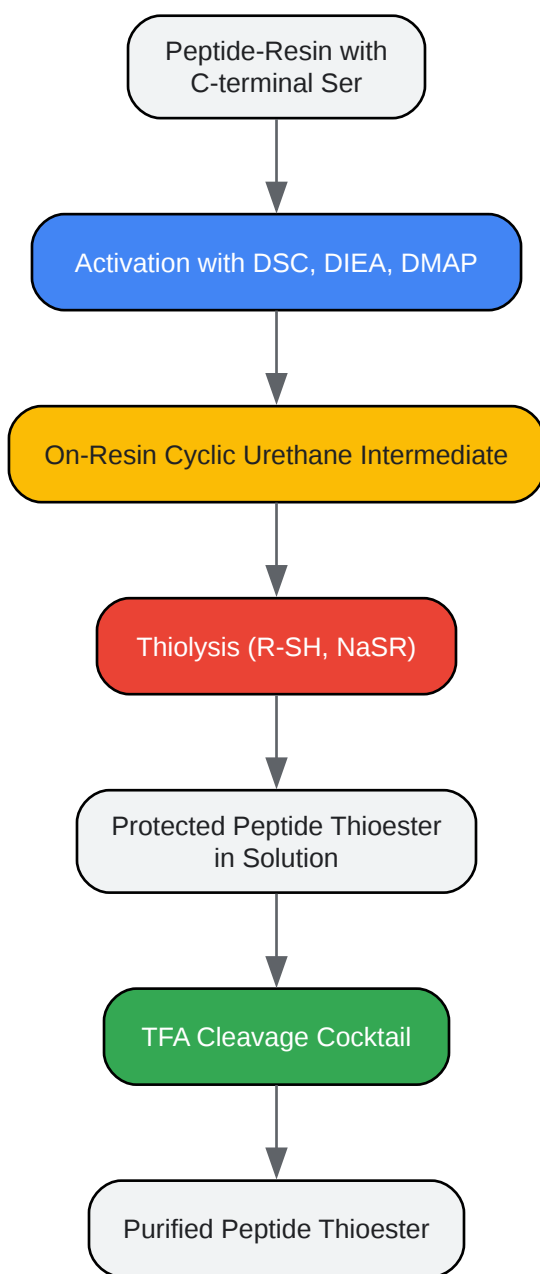 Peptide-Resin with
C-terminal Ser
Activation with DSC, DIEA, DMAP
On-Resin Cyclic Urethane Intermediate
Thiolysis (R-SH, NaSR)
Protected Peptide Thioester
in Solution
TFA Cleavage Cocktail
Purified Peptide Thioester